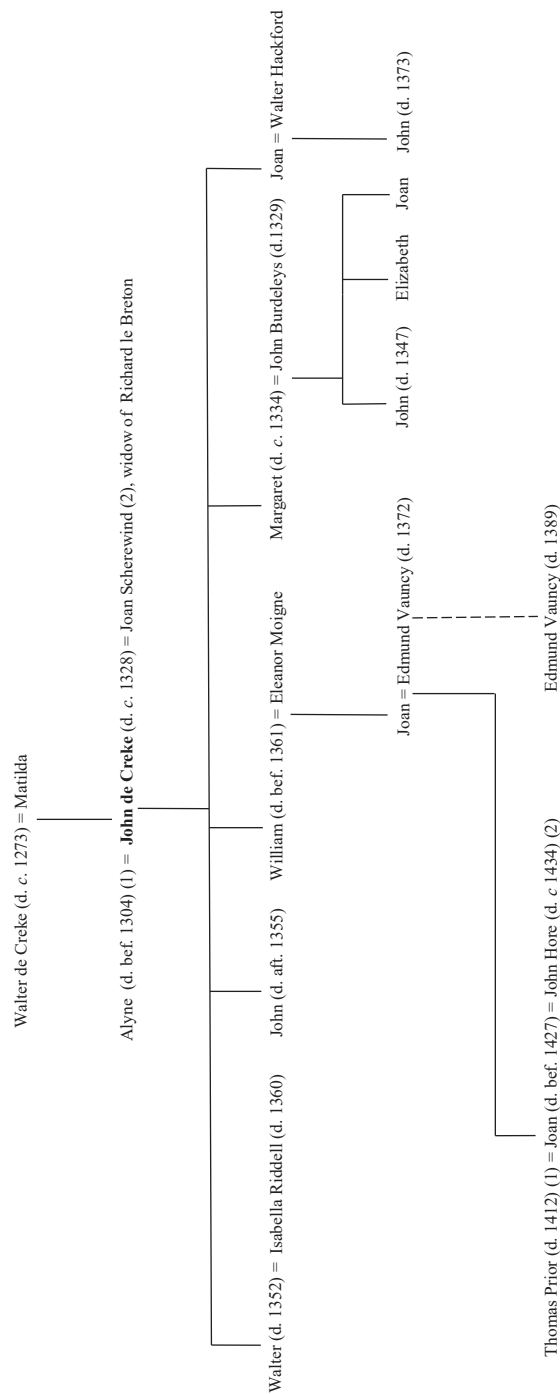 Walter de Creke (d. c. 1273) = Matilda
Alyne (d. bef. 1304) (1) = John de Creke (d. c. 1328) = Joan Scherewind (2), widow of Richard le Breton
Walter (d. 1352) = Isabella Riddell (d. 1360)
John (d. aft. 1355)
William (d. bef. 1361) = Eleanor Moigne
Margaret (d. c. 1334) = John Burdeleys (d.1329)
Joan = Walter Hackford
Joan = Edmund Vauncy (d. 1372)
John (d. 1347)
Elizabeth
Joan
John (d. 1373)
Thomas Prior (d. 1412) (1) = Joan (d. bef. 1427) = John Hore (d. c 1434) (2)
Edmund Vauncy (d. 1389)